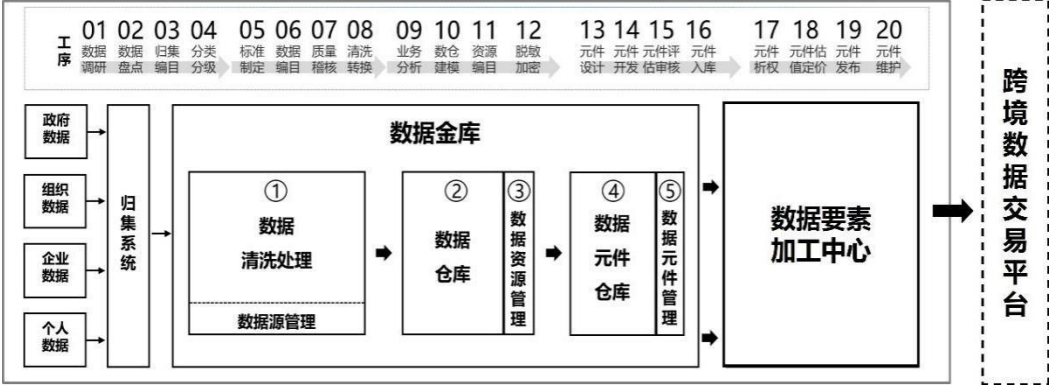 工序
01 02 03 04 05 06 07 08 09 10 11 12 13 14 15 16 17 18 19 20
数据 数据 归集 分类 标准 数据 质量 清洗 业务 数仓 资源 脱敏 元件 元件 元件评 元件 元件 元件估 元件 元件
调研 盘点 编目 分级 制定 编目 稽核 转换 分析 建模 编目 加密 设计 开发 估审核 入库 析权 值定价 发布 维护
政府
数据
组织
数据
企业
数据
个人
数据
归集系统
数据金库
①
数据
清洗处理
数据源管理
②
数据
仓库
③
数据资源管理
④
数据
元件
仓库
⑤
数据元件管理
数据要素
加工中心
跨境数据交易平台